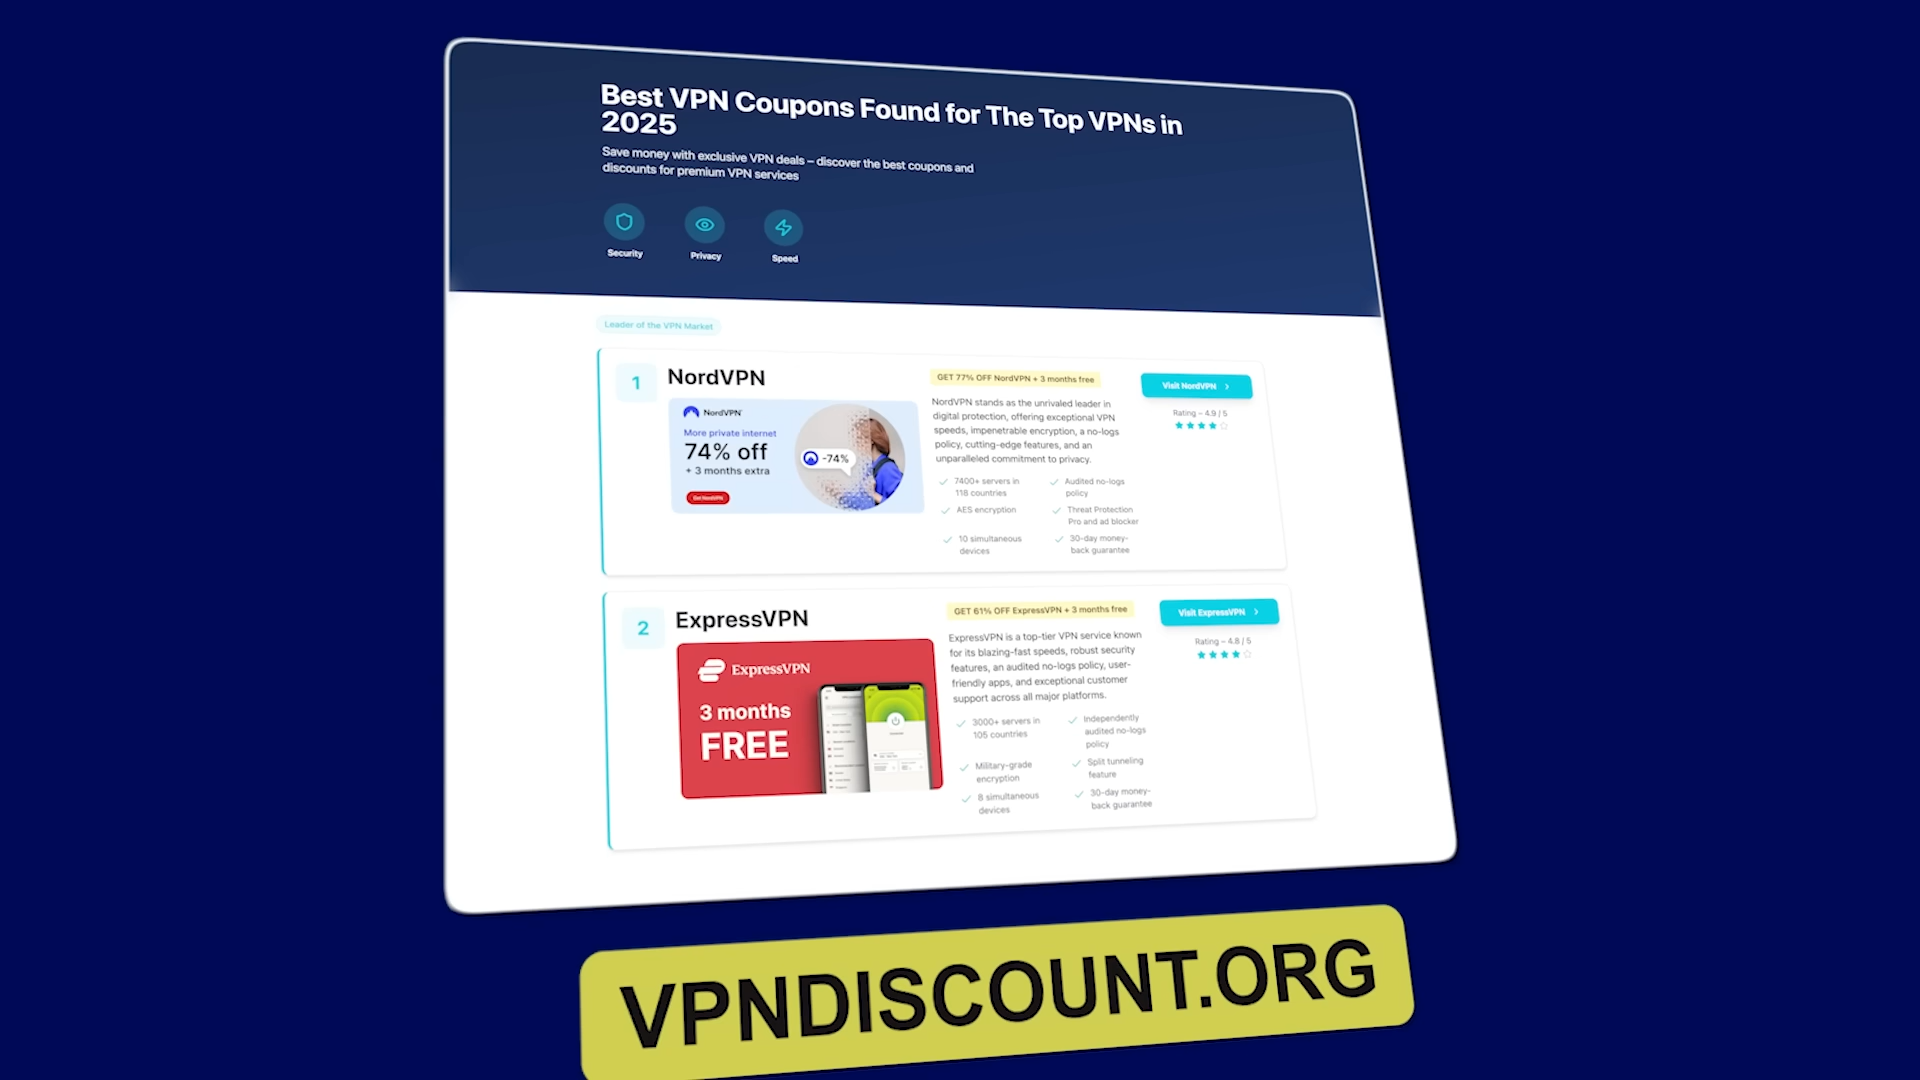 Best VPN Coupons Found for The Top VPNs in
2025
Save money with exclusive VPN deals – discover the best coupons and
discounts for premium VPN services
Security
Privacy
Speed
Leader of the VPN Market
1
NordVPN
NordVPN
More private internet
74% off
+ 3 months extra
Get NordVPN
-74%
GET 77% OFF NordVPN + 3 months free
NordVPN stands as the unrivaled leader in
digital protection, offering exceptional VPN
speeds, impenetrable encryption, a no-logs
policy, cutting-edge features, and an
unparalleled commitment to privacy.
7400+ servers in
118 countries
Audited no-logs
policy
AES encryption
Threat Protection
Pro and ad blocker
10 simultaneous
devices
30-day money-
back guarantee
Visit NordVPN
Rating – 4.9 / 5
2
ExpressVPN
ExpressVPN
3 months
FREE
GET 61% OFF ExpressVPN + 3 months free
ExpressVPN is a top-tier VPN service known
for its blazing-fast speeds, robust security
features, an audited no-logs policy, user-
friendly apps, and exceptional customer
support across all major platforms.
3000+ servers in
105 countries
Independently
audited no-logs
policy
Military-grade
encryption
Split tunneling
feature
8 simultaneous
devices
30-day money-
back guarantee
Visit ExpressVPN
Rating – 4.8 / 5
VPNDISCOUNT.ORG